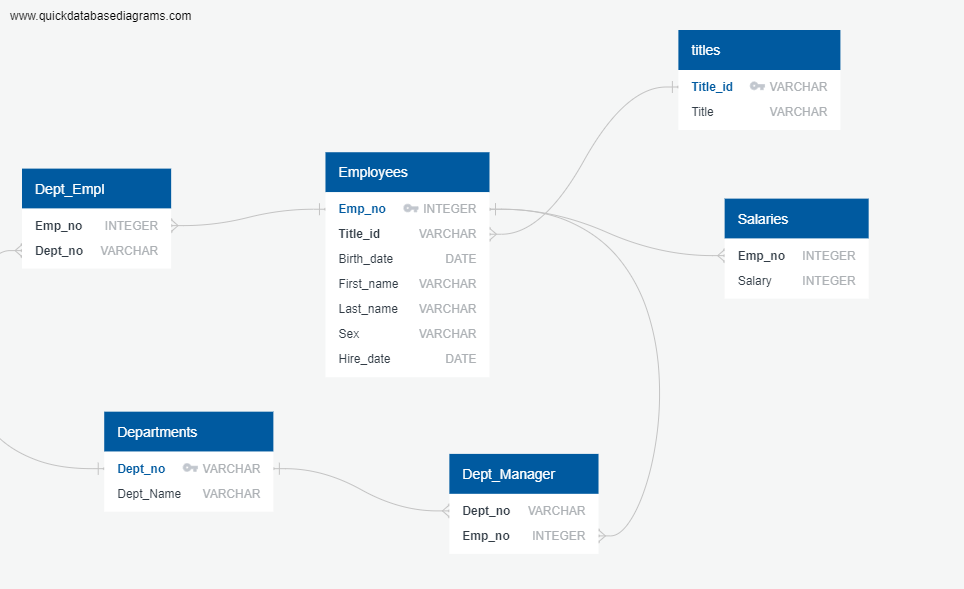 www.quickdatabasediagrams.com
titles
Title_id VARCHAR
Title VARCHAR
Employees
Emp_no INTEGER
Title_id VARCHAR
Birth_date DATE
First_name VARCHAR
Last_name VARCHAR
Sex VARCHAR
Hire_date DATE
Dept_Empl
Emp_no INTEGER
Dept_no VARCHAR
Salaries
Emp_no INTEGER
Salary INTEGER
Departments
Dept_no VARCHAR
Dept_Name VARCHAR
Dept_Manager
Dept_no VARCHAR
Emp_no INTEGER